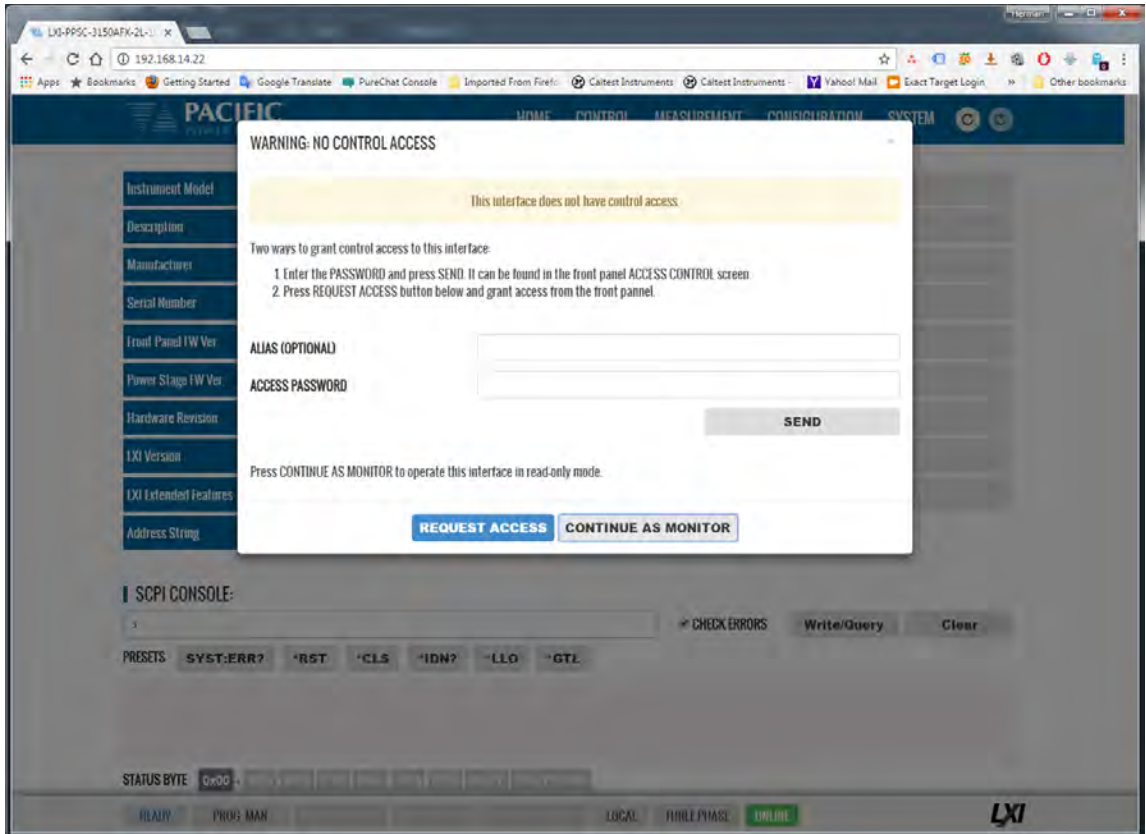 Herman
LXI-PPSC-3150AFX-2L-
192.168.14.22
Apps Bookmarks Getting Started Google Translate PureChat Console Imported From Firefo Caltest Instruments Caltest Instruments - Yahoo! Mail Exact Target Login » Other bookmarks
PACIFIC
HOME CONTROL MEASUREMENT CONFIGURATION SYSTEM
WARNING: NO CONTROL ACCESS
This interface does not have control access
Two ways to grant control access to this interface:
1. Enter the PASSWORD and press SEND. It can be found in the front panel ACCESS CONTROL screen
2. Press REQUEST ACCESS button below and grant access from the front pannel.
ALIAS (OPTIONAL)
ACCESS PASSWORD
SEND
Press CONTINUE AS MONITOR to operate this interface in read-only mode.
REQUEST ACCESS CONTINUE AS MONITOR
Instrument Model
Description
Manufacturer
Serial Number
Front Panel FW Ver
Power Stage FW Ver
Hardware Revision
LXI Version
LXI Extended Features
Address String
SCPI CONSOLE:
CHECK ERRORS Write/Query Clear
PRESETS SYST:ERR? *RST *CLS *IDN? *LLO *GTL
STATUS BYTE 0x00
READY PROG: MAN LOCAL THREE PHASE ONLINE LXI